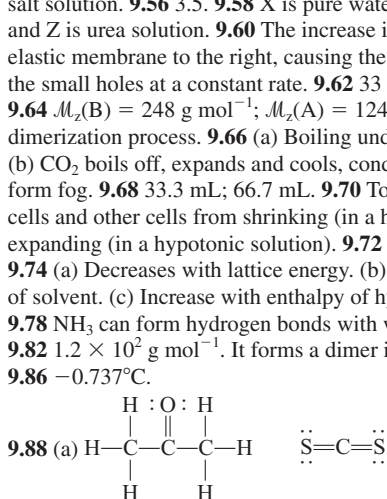 salt solution. 9.56 3.5. 9.58 X is pure wate
and Z is urea solution. 9.60 The increase i
elastic membrane to the right, causing the
the small holes at a constant rate. 9.62 33
9.64 ℳz(B) = 248 g mol⁻¹; ℳz(A) = 124
dimerization process. 9.66 (a) Boiling und
(b) CO₂ boils off, expands and cools, cond
form fog. 9.68 33.3 mL; 66.7 mL. 9.70 To
cells and other cells from shrinking (in a h
expanding (in a hypotonic solution). 9.72
9.74 (a) Decreases with lattice energy. (b)
of solvent. (c) Increase with enthalpy of h
9.78 NH₃ can form hydrogen bonds with
9.82 1.2 × 10² g mol⁻¹. It forms a dimer i
9.86 −0.737°C.
H :O: H
9.88 (a) H—C—C—C—H S=C=S
H H